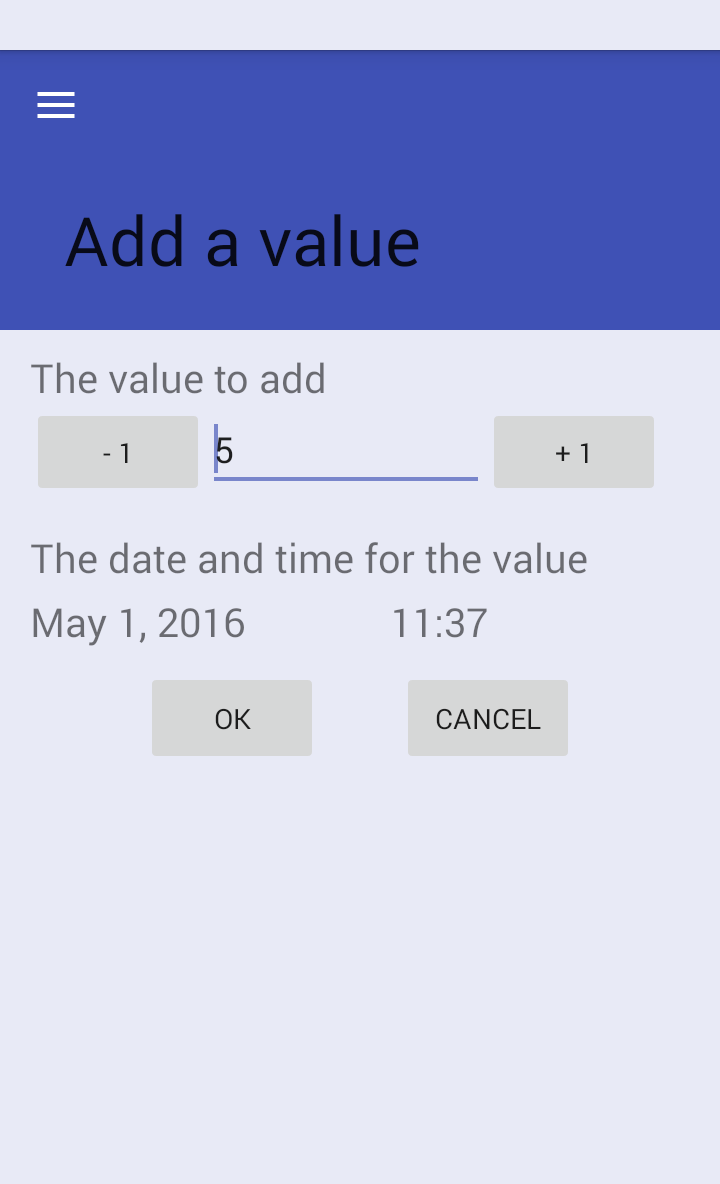 Add a value
The value to add
- 1 5 + 1
The date and time for the value
May 1, 2016 11:37
OK CANCEL